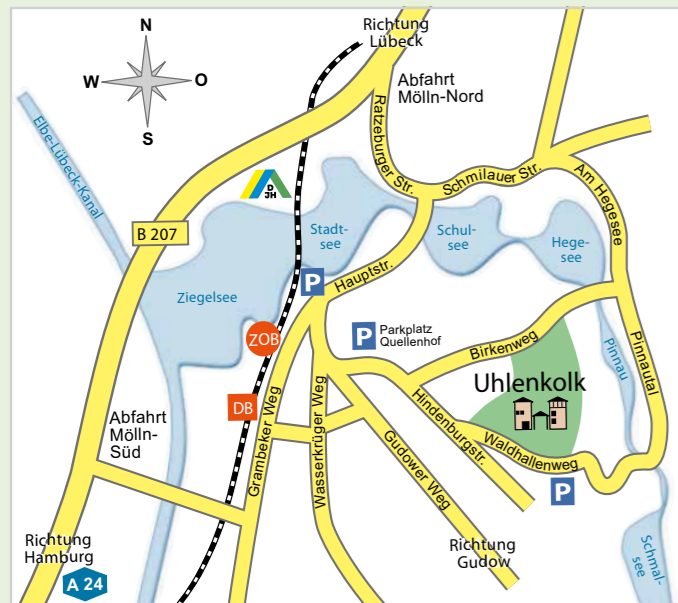 N
W
O
S
Richtung
Lübeck
Abfahrt
Mölln-Nord
Elbe-Lübeck-Kanal
Ratzeburger Str.
Schmilauer Str.
Am Hegesee
D
JH
B 207
Stadt-
see
Schul-
see
Hege-
see
Ziegelsee
P
Hauptstr.
ZOB
P
Parkplatz
Quellenhof
Birkenweg
Pinnau
Pinnautal
Uhlenkolk
DB
Abfahrt
Mölln-
Süd
Grambeker Weg
Wasserkrüger Weg
Gudower Weg
Hindenburgstr.
Waldhallenweg
P
Richtung
Hamburg
A 24
Richtung
Gudow
Schmal-
see